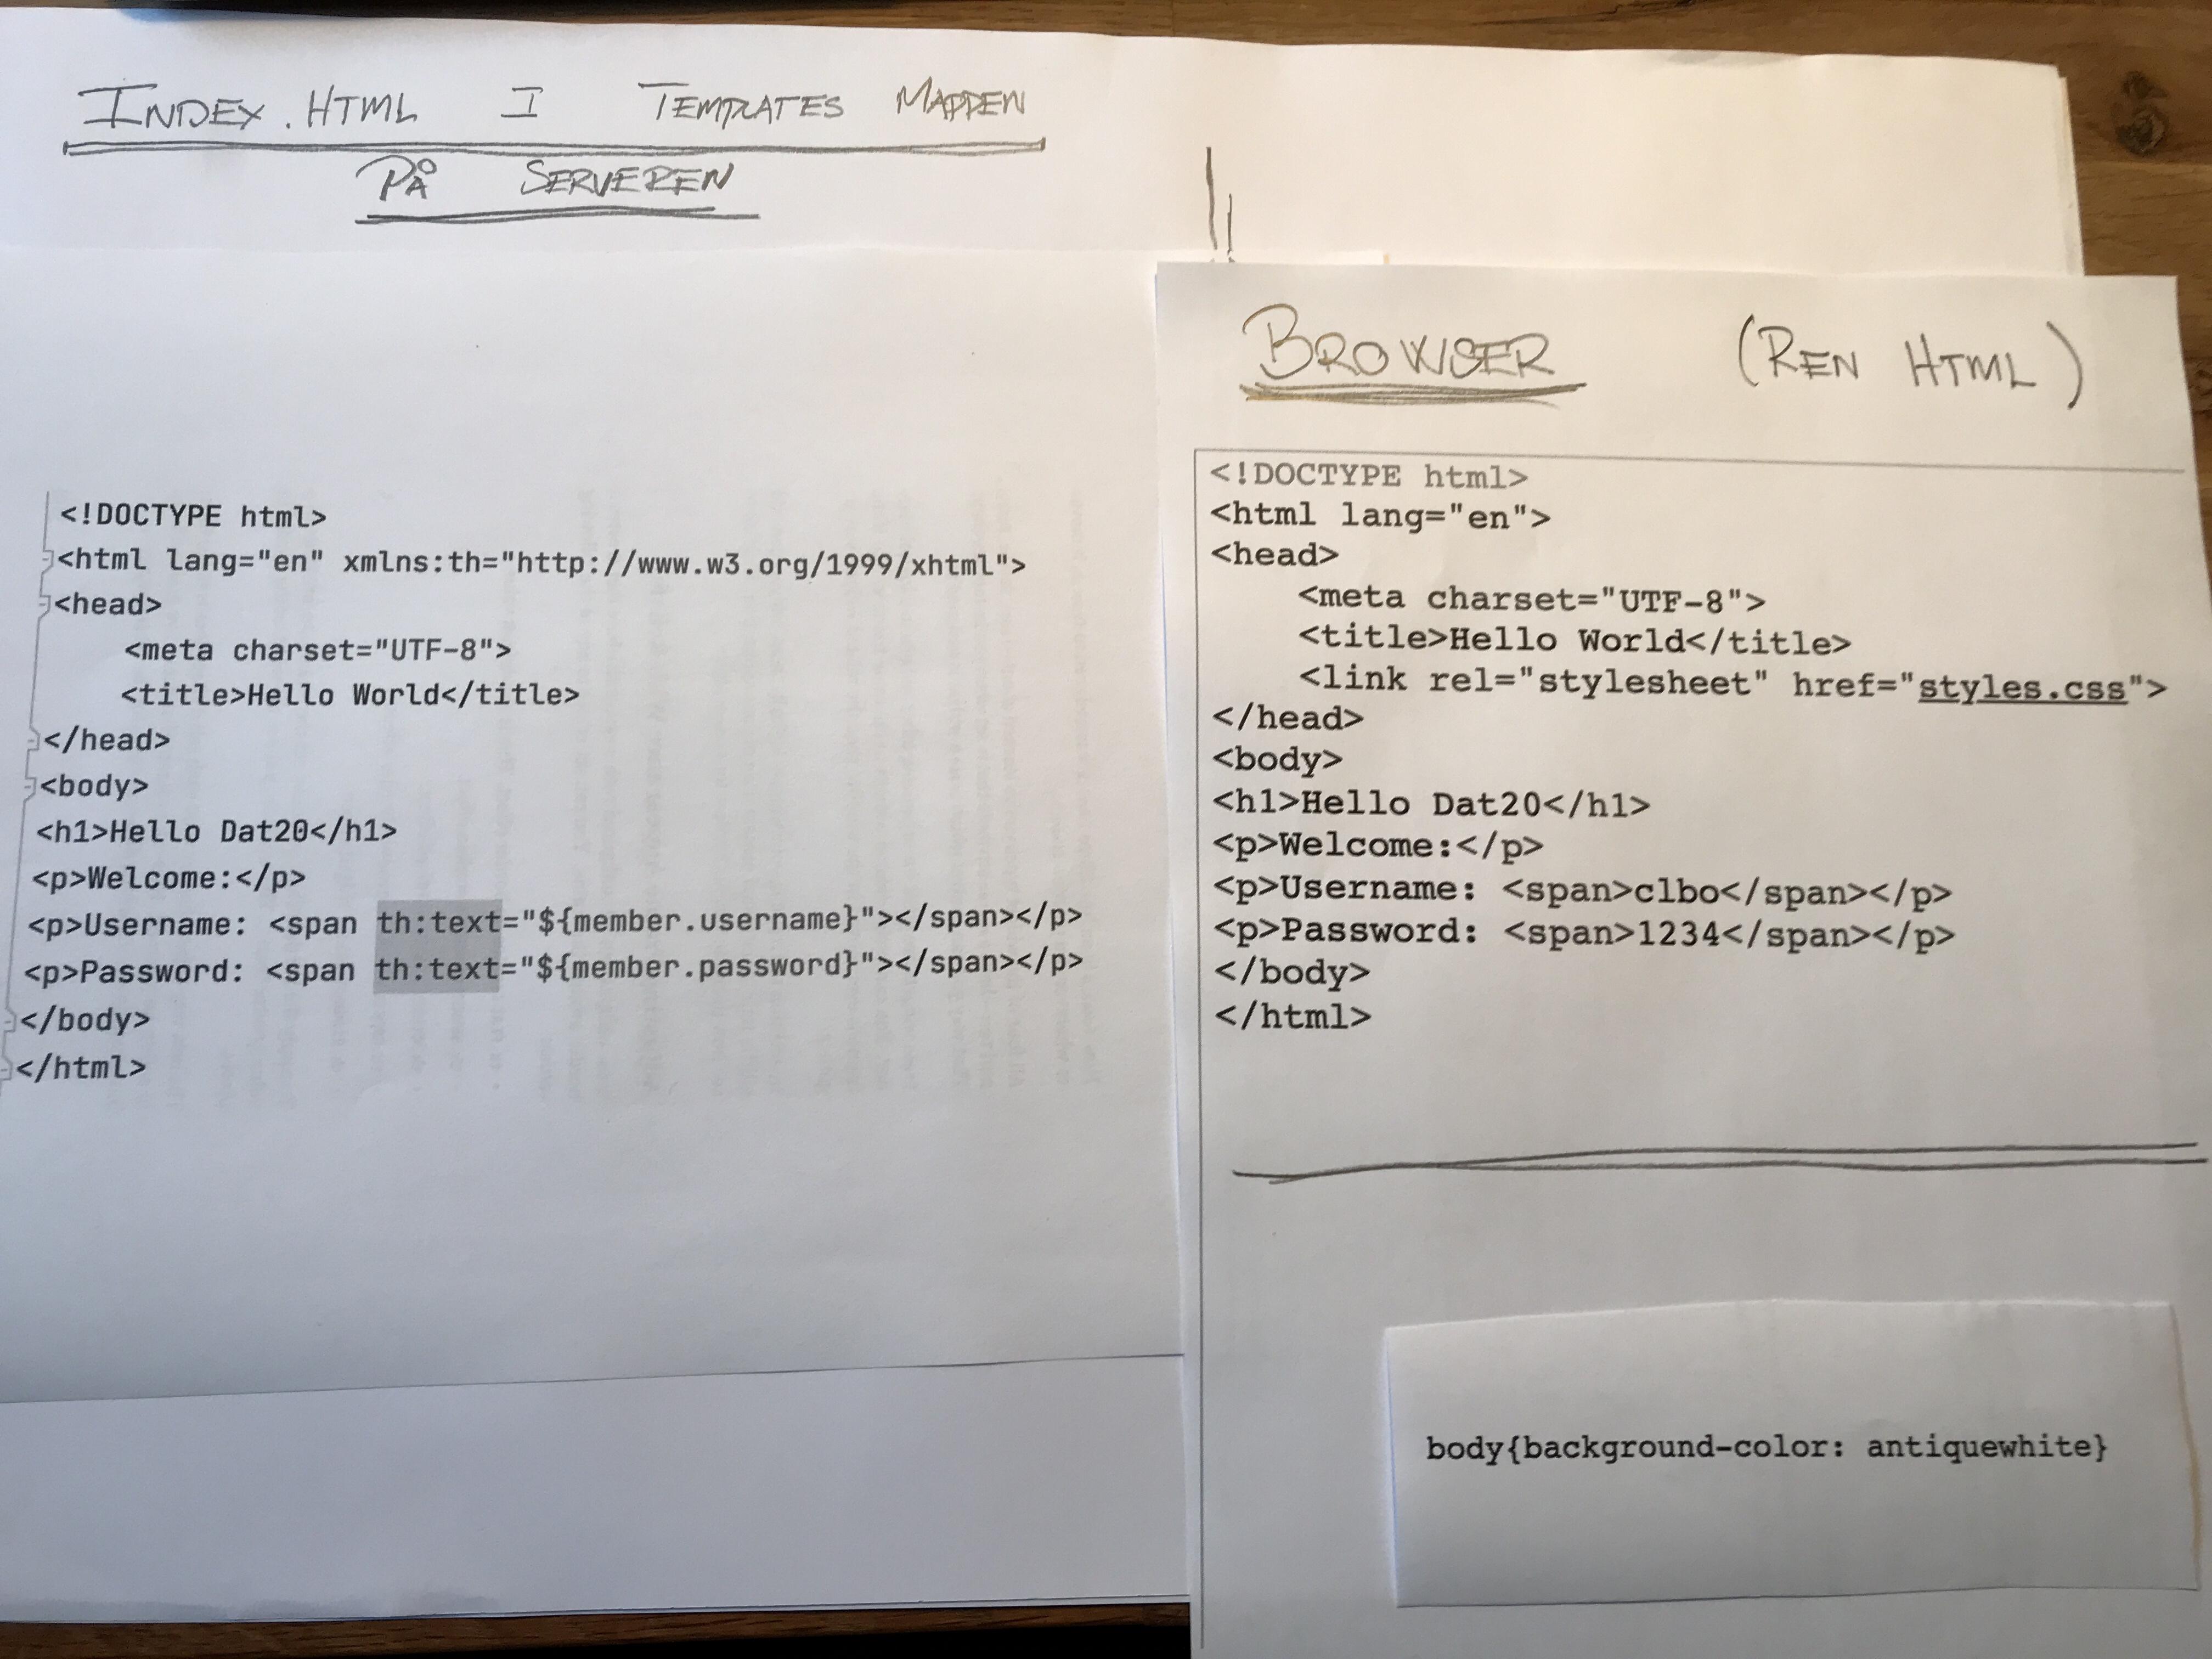 INDEX.HTML I TEMPLATES MAPPEN
PÅ SERVEREN
<!DOCTYPE html>
<html lang="en" xmlns:th="http://www.w3.org/1999/xhtml">
<head>
    <meta charset="UTF-8">
    <title>Hello World</title>
</head>
<body>
<h1>Hello Dat20</h1>
<p>Welcome:</p>
<p>Username: <span th:text="${member.username}"></span></p>
<p>Password: <span th:text="${member.password}"></span></p>
</body>
</html>
BROWSER (REN HTML)
<!DOCTYPE html>
<html lang="en">
<head>
    <meta charset="UTF-8">
    <title>Hello World</title>
    <link rel="stylesheet" href="styles.css">
</head>
<body>
<h1>Hello Dat20</h1>
<p>Welcome:</p>
<p>Username: <span>clbo</span></p>
<p>Password: <span>1234</span></p>
</body>
</html>
body{background-color: antiquewhite}